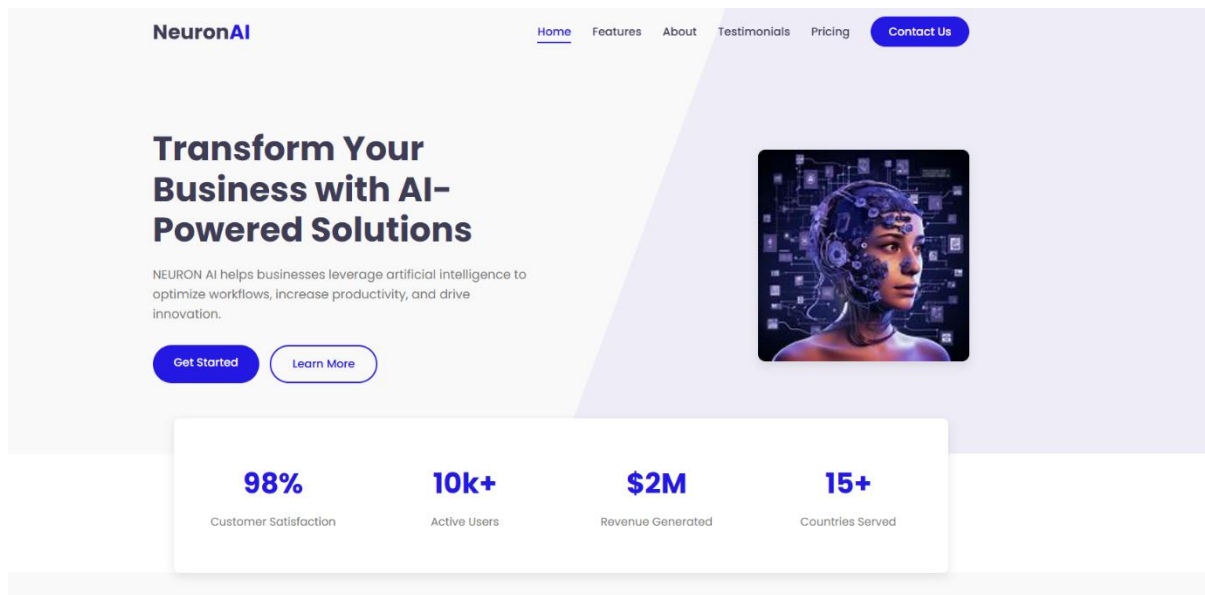 NeuronAI
Home Features About Testimonials Pricing Contact Us
Transform Your
Business with AI-
Powered Solutions
NEURON AI helps businesses leverage artificial intelligence to
optimize workflows, increase productivity, and drive
innovation.
Get Started Learn More
98% 10k+ $2M 15+
Customer Satisfaction Active Users Revenue Generated Countries Served